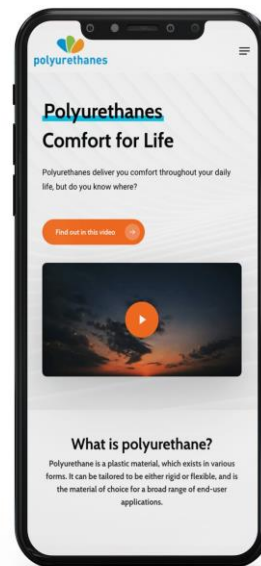 polyurethanes
Polyurethanes
Comfort for Life
Polyurethanes deliver you comfort throughout your daily
life, but do you know where?
Find out in this video
What is polyurethane?
Polyurethane is a plastic material, which exists in various
forms. It can be tailored to be either rigid or flexible, and is
the material of choice for a broad range of end-user
applications.